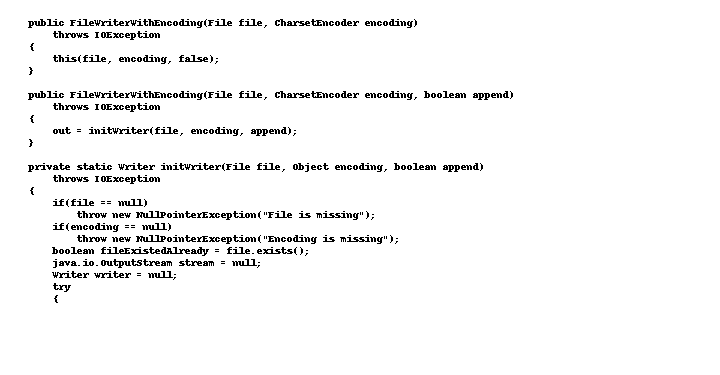 public FileWriterWithEncoding(File file, CharsetEncoder encoding)
    throws IOException
{
    this(file, encoding, false);
}

public FileWriterWithEncoding(File file, CharsetEncoder encoding, boolean append)
    throws IOException
{
    out = initWriter(file, encoding, append);
}

private static Writer initWriter(File file, Object encoding, boolean append)
    throws IOException
{
    if(file == null)
        throw new NullPointerException("File is missing");
    if(encoding == null)
        throw new NullPointerException("Encoding is missing");
    boolean fileExistedAlready = file.exists();
    java.io.OutputStream stream = null;
    Writer writer = null;
    try
    {